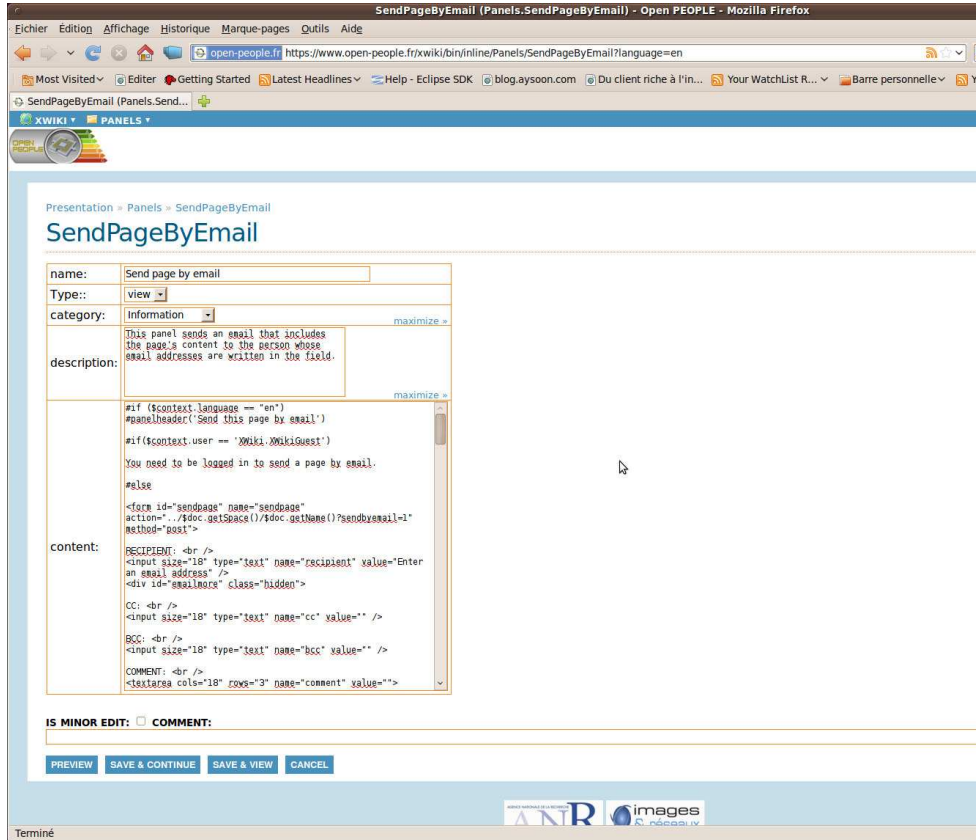 SendPageByEmail (Panels.SendPageByEmail) - Open PEOPLE - Mozilla Firefox
Fichier Édition Affichage Historique Marque-pages Outils Aide
open-people.fr https://www.open-people.fr/xwiki/bin/inline/Panels/SendPageByEmail?language=en
Most Visited Editer Getting Started Latest Headlines Help - Eclipse SDK blog.aysoon.com Du client riche à l'in... Your WatchList R... Barre personnelle Y
SendPageByEmail (Panels.Send...
XWIKI PANELS
OPEN
PEOPLE
Presentation » Panels » SendPageByEmail
SendPageByEmail
name: Send page by email
Type:: view
category: Information
maximize »
description:
This panel sends an email that includes
the page's content to the person whose
email addresses are written in the field.
maximize »
content:
#if ($context.language == "en")
#panelheader('Send this page by email')
#if($context.user == 'XWiki.XWikiGuest')
You need to be logged in to send a page by email.
#else
<form id="sendpage" name="sendpage"
action="../$doc.getSpace()/$doc.getName()?sendbyemail=1"
method="post">
RECIPIENT: <br />
<input size="18" type="text" name="recipient" value="Enter
an email address" />
<div id="emailmore" class="hidden">
CC: <br />
<input size="18" type="text" name="cc" value="" />
BCC: <br />
<input size="18" type="text" name="bcc" value="" />
COMMENT: <br />
<textarea cols="18" rows="3" name="comment" value="">
IS MINOR EDIT: COMMENT:
PREVIEW SAVE & CONTINUE SAVE & VIEW CANCEL
ANR images
& réseaux
Terminé